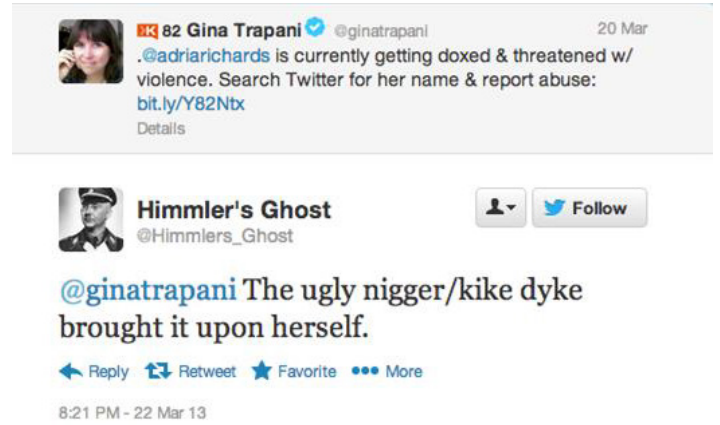 82 Gina Trapani @ginatrapani 20 Mar
.@adriarichards is currently getting doxed & threatened w/
violence. Search Twitter for her name & report abuse:
bit.ly/Y82Ntx
Details
Himmler's Ghost
Follow
@Himmlers_Ghost
@ginatrapani The ugly nigger/kike dyke
brought it upon herself.
Reply Retweet Favorite More
8:21 PM - 22 Mar 13